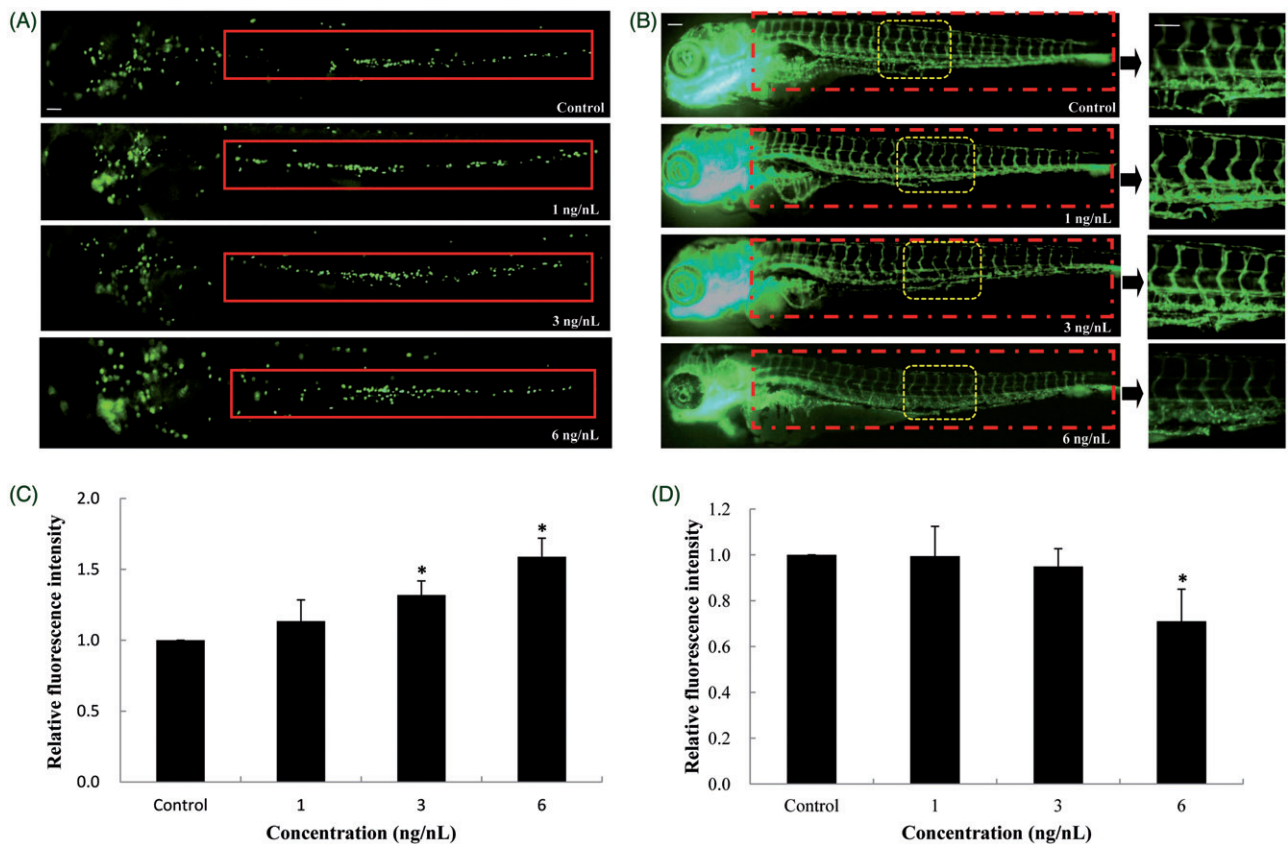 (A)
Control
1 ng/nL
3 ng/nL
6 ng/nL
(B)
Control
1 ng/nL
3 ng/nL
6 ng/nL
(C)
Relative fluorescence intensity
2.0
1.5
1.0
0.5
0.0
*
*
Control 1 3 6
Concentration (ng/nL)
(D)
Relative fluorescence intensity
1.2
1.0
0.8
0.6
0.4
0.2
0.0
*
Control 1 3 6
Concentration (ng/nL)